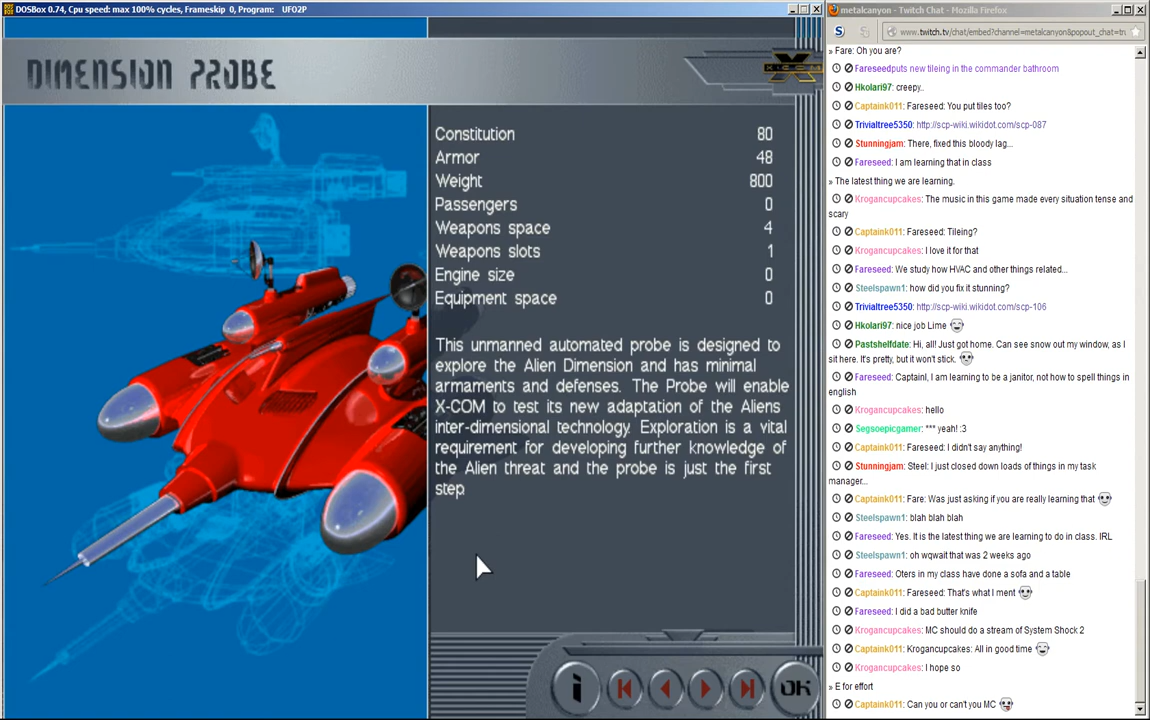 DOSBox 0.74, Cpu speed: max 100% cycles, Frameskip 0, Program: UFO2P
DIMENSION PROBE
X-COM
Constitution 80
Armor 48
Weight 800
Passengers 0
Weapons space 4
Weapons slots 1
Engine size 0
Equipment space 0
This unmanned automated probe is designed to
explore the Alien Dimension and has minimal
armaments and defenses. The Probe will enable
X-COM to test its new adaptation of the Aliens
inter-dimensional technology. Exploration is a vital
requirement for developing further knowledge of
the Alien threat and the probe is just the first
step
i
OK
metalcanyon - Twitch Chat - Mozilla Firefox
www.twitch.tv/chat/embed?channel=metalcanyon&popout_chat=tru
» Fare: Oh you are?
Fareseedputs new tileing in the commander bathroom
Hkolari97: creepy..
Captaink011: Fareseed: You put tiles too?
Trivialtree5350: http://scp-wiki.wikidot.com/scp-087
Stunningjam: There, fixed this bloody lag...
Fareseed: I am learning that in class
» The latest thing we are learning.
Krogancupcakes: The music in this game made every situation tense and
scary
Captaink011: Fareseed: Tileing?
Krogancupcakes: I love it for that
Fareseed: We study how HVAC and other things related...
Steelspawn1: how did you fix it stunning?
Trivialtree5350: http://scp-wiki.wikidot.com/scp-106
Hkolari97: nice job Lime
Pastshelfdate: Hi, all! Just got home. Can see snow out my window, as I
sit here. It's pretty, but it won't stick.
Fareseed: Captainl, I am learning to be a janitor, not how to spell things in
english
Krogancupcakes: hello
Segsoepicgamer: *** yeah! :3
Captaink011: Fareseed: I didn't say anything!
Stunningjam: Steel: I just closed down loads of things in my task
manager...
Captaink011: Fare: Was just asking if you are really learning that
Steelspawn1: blah blah blah
Fareseed: Yes. It is the latest thing we are learning to do in class. IRL
Steelspawn1: oh wqwait that was 2 weeks ago
Fareseed: Oters in my class have done a sofa and a table
Captaink011: Fareseed: That's what I ment
Fareseed: I did a bad butter knife
Krogancupcakes: MC should do a stream of System Shock 2
Captaink011: Krogancupcakes: All in good time
Krogancupcakes: I hope so
» E for effort
Captaink011: Can you or can't you MC